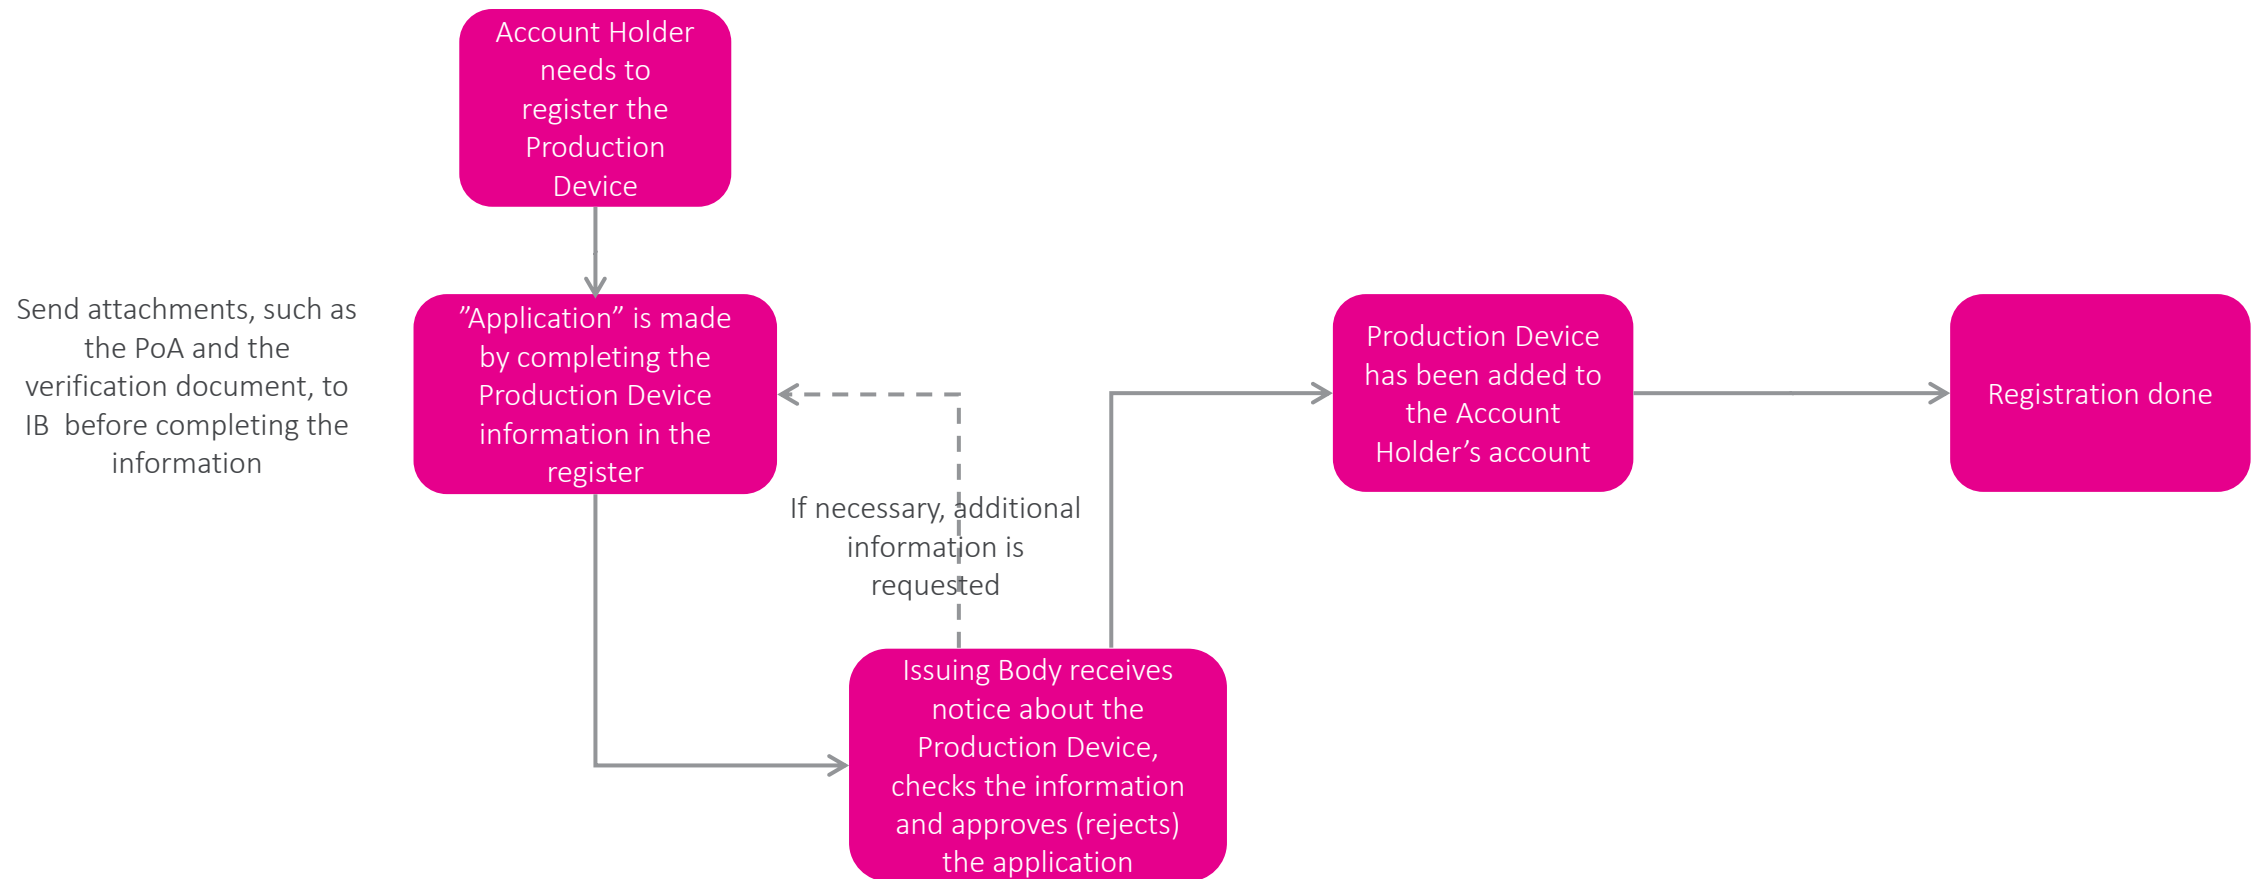 Account Holder
needs to
register the
Production
Device
Send attachments, such as
the PoA and the
verification document, to
IB  before completing the
information
”Application” is made
by completing the
Production Device
information in the
register
If necessary, additional
information is
requested
Issuing Body receives
notice about the
Production Device,
checks the information
and approves (rejects)
the application
Production Device
has been added to
the Account
Holder’s account
Registration done